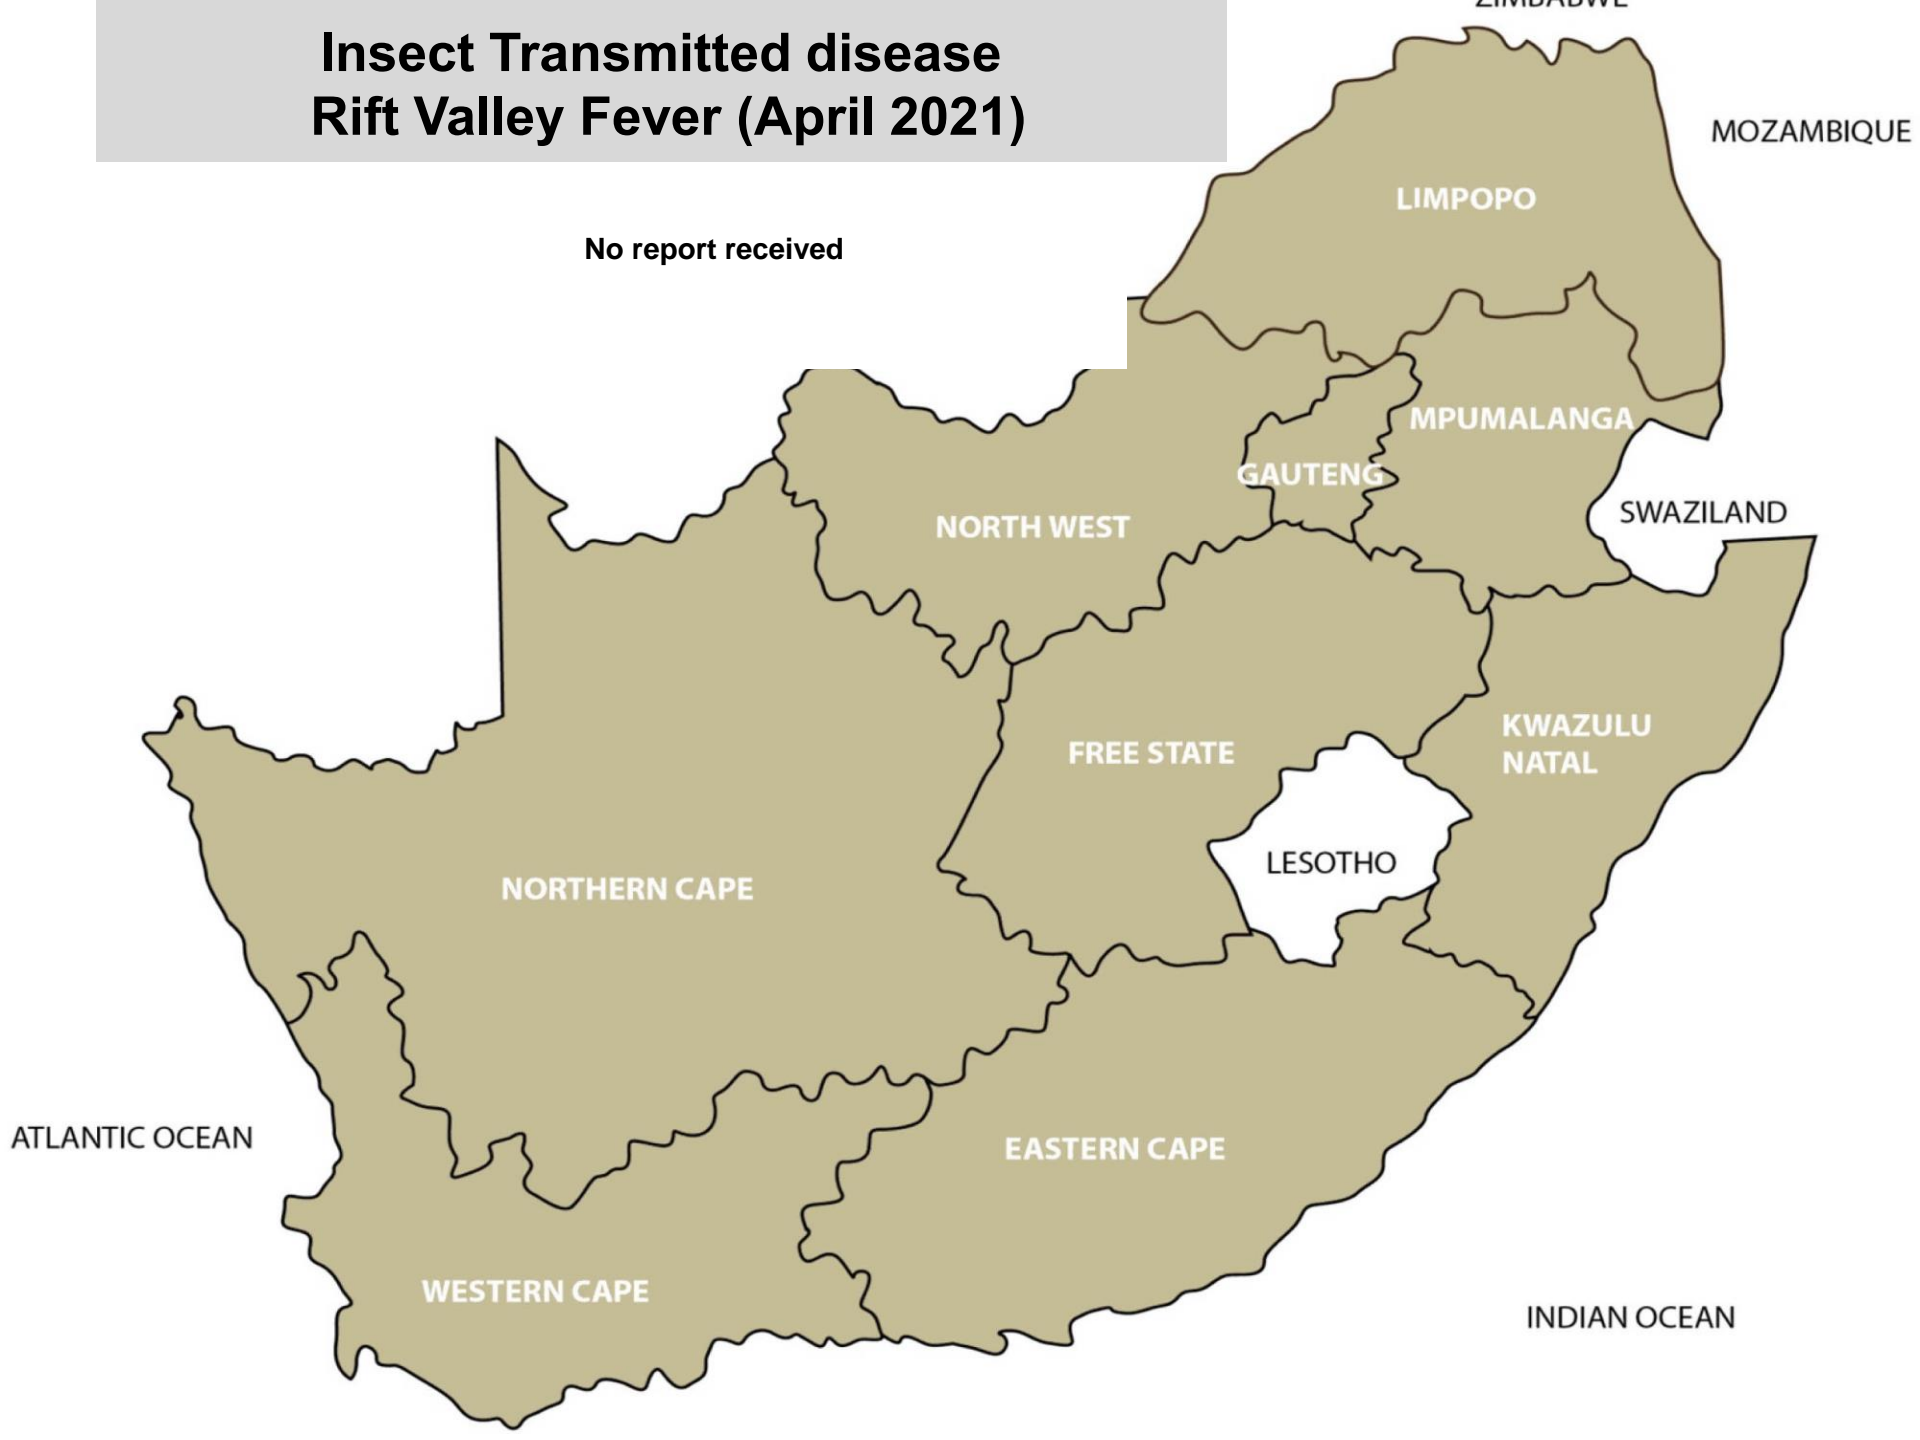 ZIMBABWE
Insect Transmitted disease
Rift Valley Fever (April 2021)
MOZAMBIQUE
LIMPOPO
No report received
MPUMALANGA
GAUTENG
SWAZILAND
NORTH WEST
KWAZULU
NATAL
FREE STATE
LESOTHO
NORTHERN CAPE
ATLANTIC OCEAN
EASTERN CAPE
WESTERN CAPE
INDIAN OCEAN